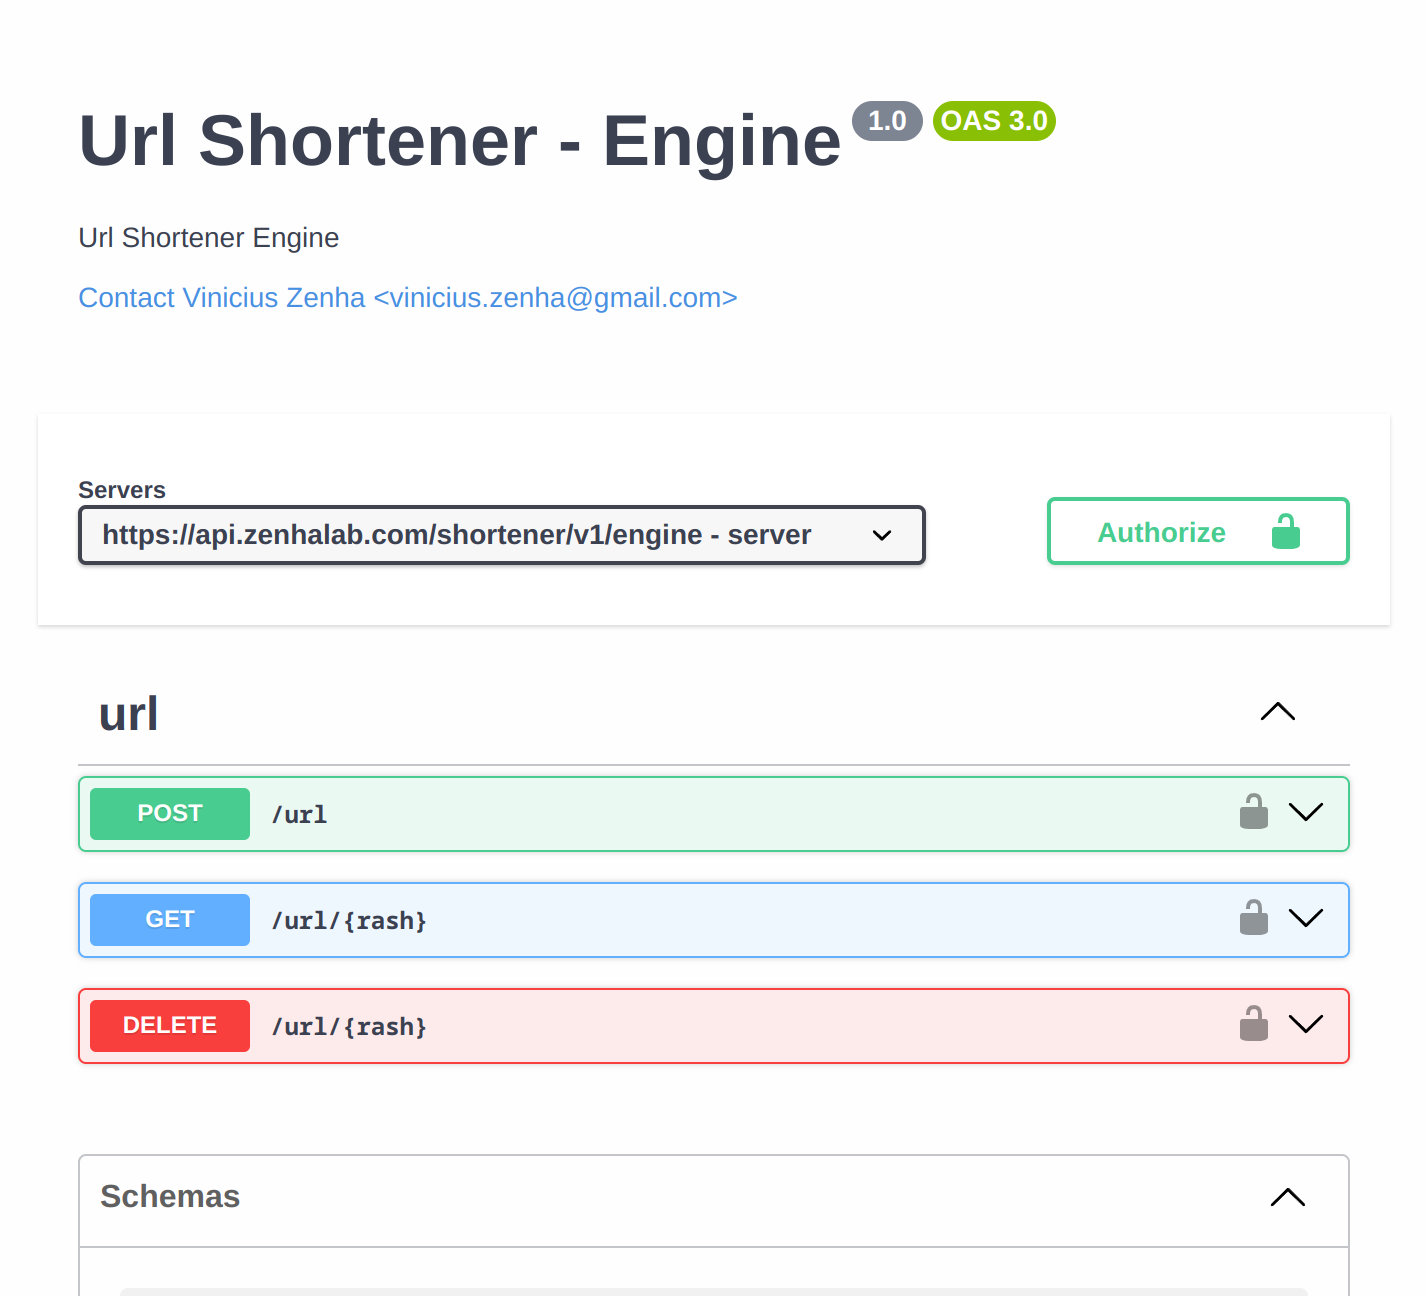 Url Shortener - Engine 1.0 OAS 3.0
Url Shortener Engine
Contact Vinicius Zenha <vinicius.zenha@gmail.com>
Servers
https://api.zenhalab.com/shortener/v1/engine - server
Authorize
url
POST /url
GET /url/{rash}
DELETE /url/{rash}
Schemas